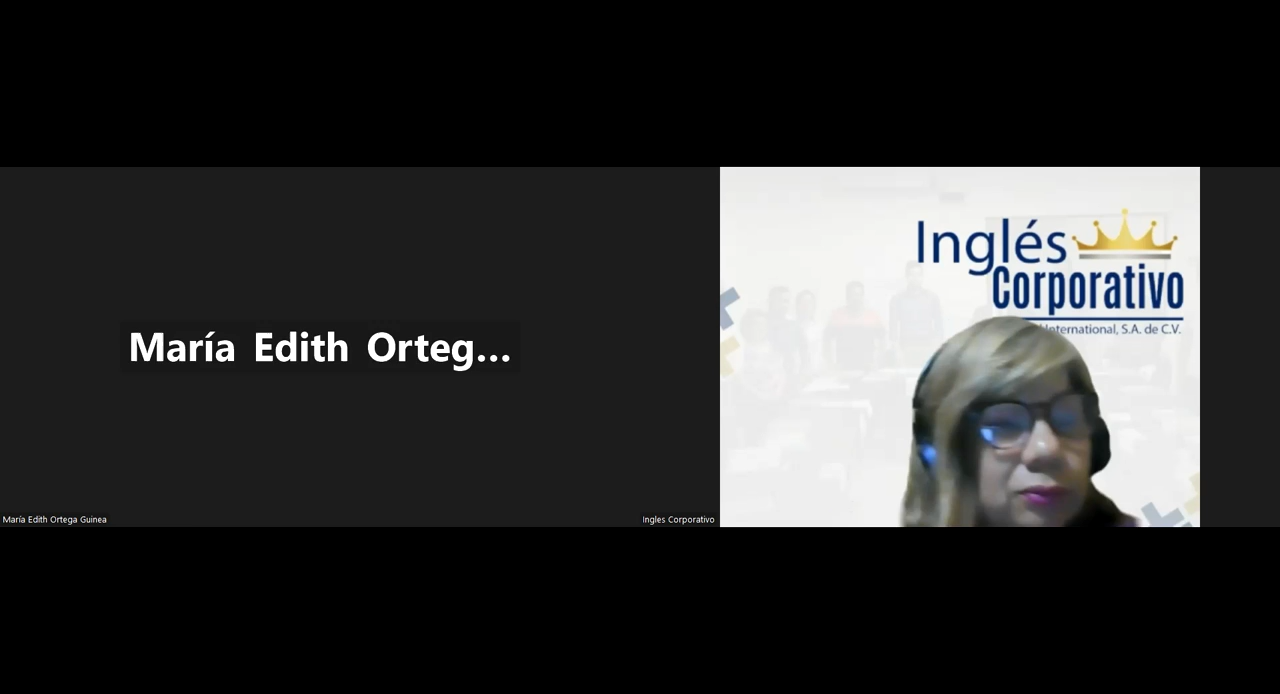 María Edith Orteg...
María Edith Ortega Guinea
Ingles Corporativo
Inglés
Corporativo
International, S.A. de C.V.